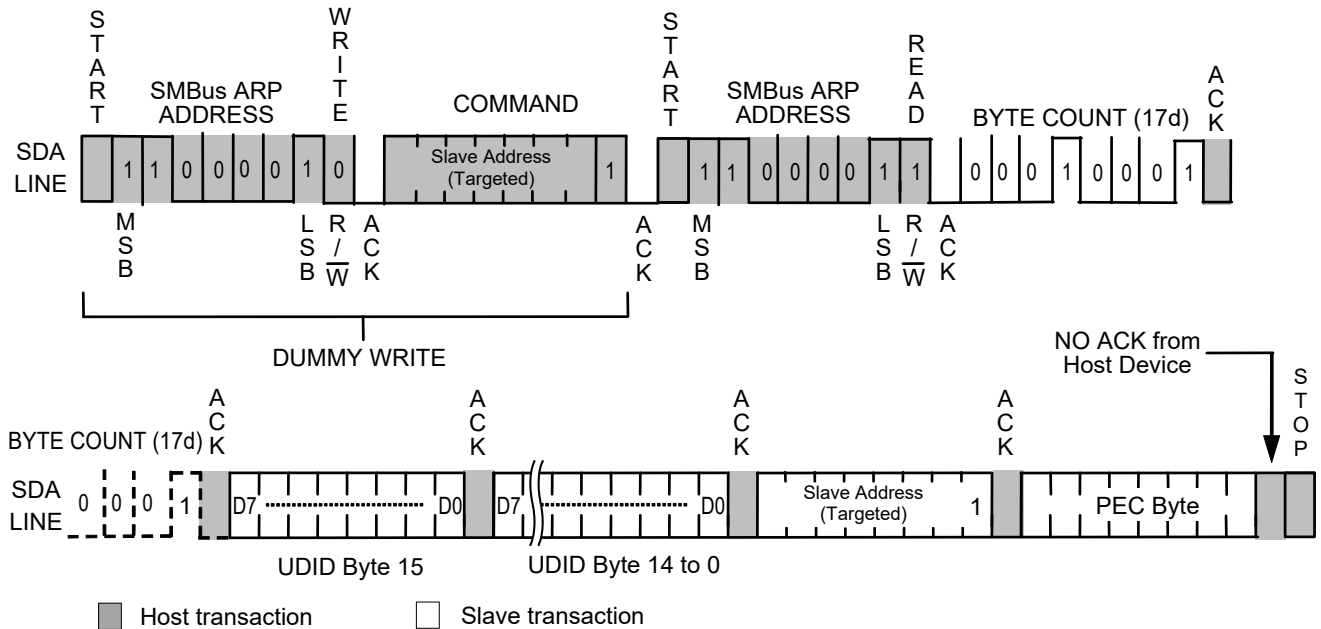 START
SMBus ARP
ADDRESS
WRITE
COMMAND
START
SMBus ARP
ADDRESS
READ
BYTE COUNT (17d)
ACK
SDA
LINE
1 1 0 0 0 0 1 0
Slave Address
(Targeted)
1
1 1 0 0 0 0 1 1
0 0 0 1 0 0 0 1
MSB
LSB
R/W
ACK
ACK
MSB
LSB
R/W
ACK
DUMMY WRITE
NO ACK from
Host Device
STOP
BYTE COUNT (17d)
ACK
ACK
ACK
ACK
SDA
LINE
0 0 0 1
D7 D0
D7 D0
Slave Address
(Targeted)
1
PEC Byte
UDID Byte 15
UDID Byte 14 to 0
Host transaction
Slave transaction